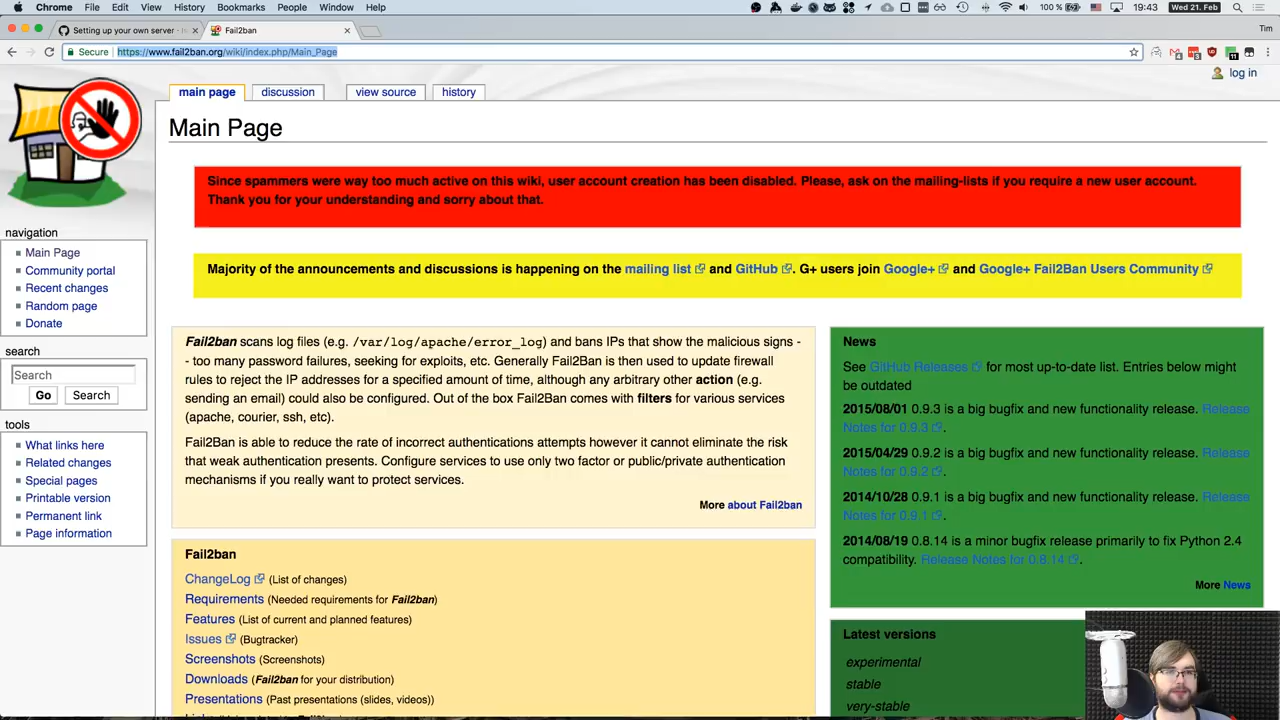 Chrome File Edit View History Bookmarks People Window Help 100 % 19:43 Wed 21. Feb
Setting up your own server - Fail2ban Tim
Secure https://www.fail2ban.org/wiki/index.php/Main_Page
log in
main page discussion view source history
Main Page
Since spammers were way too much active on this wiki, user account creation has been disabled. Please, ask on the mailing-lists if you require a new user account.
Thank you for your understanding and sorry about that.
Majority of the announcements and discussions is happening on the mailing list and GitHub. G+ users join Google+ and Google+ Fail2Ban Users Community
navigation
Main Page
Community portal
Recent changes
Random page
Donate
search
Search
Go Search
tools
What links here
Related changes
Special pages
Printable version
Permanent link
Page information
Fail2ban scans log files (e.g. /var/log/apache/error_log) and bans IPs that show the malicious signs -
- too many password failures, seeking for exploits, etc. Generally Fail2Ban is then used to update firewall
rules to reject the IP addresses for a specified amount of time, although any arbitrary other action (e.g.
sending an email) could also be configured. Out of the box Fail2Ban comes with filters for various services
(apache, courier, ssh, etc).
Fail2Ban is able to reduce the rate of incorrect authentications attempts however it cannot eliminate the risk
that weak authentication presents. Configure services to use only two factor or public/private authentication
mechanisms if you really want to protect services.
More about Fail2ban
Fail2ban
ChangeLog (List of changes)
Requirements (Needed requirements for Fail2ban)
Features (List of current and planned features)
Issues (Bugtracker)
Screenshots (Screenshots)
Downloads (Fail2ban for your distribution)
Presentations (Past presentations (slides, videos))
News
See GitHub Releases for most up-to-date list. Entries below might
be outdated
2015/08/01 0.9.3 is a big bugfix and new functionality release. Release
Notes for 0.9.3.
2015/04/29 0.9.2 is a big bugfix and new functionality release. Release
Notes for 0.9.2.
2014/10/28 0.9.1 is a big bugfix and new functionality release. Release
Notes for 0.9.1.
2014/08/19 0.8.14 is a minor bugfix release primarily to fix Python 2.4
compatibility. Release Notes for 0.8.14.
More News
Latest versions
experimental
stable
very-stable